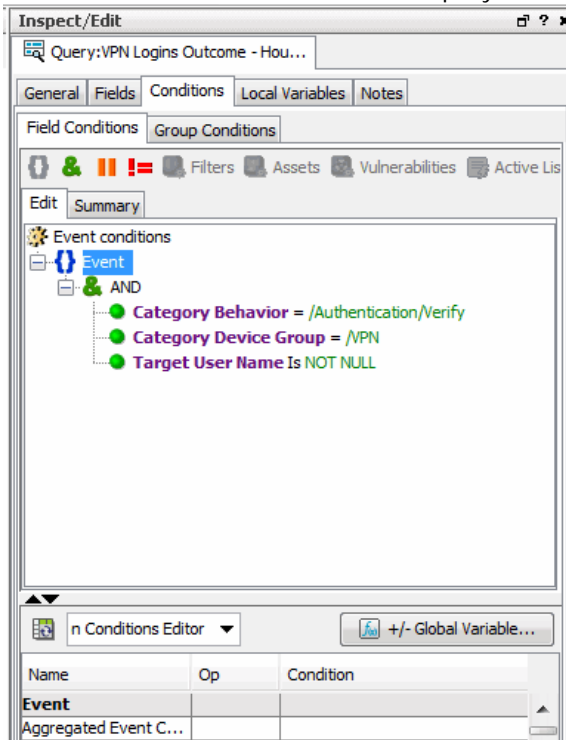 Inspect/Edit
Query:VPN Logins Outcome - Hou...
General Fields Conditions Local Variables Notes
Field Conditions Group Conditions
{} & || != Filters Assets Vulnerabilities Active Lis
Edit Summary
Event conditions
{} Event
& AND
Category Behavior = /Authentication/Verify
Category Device Group = /VPN
Target User Name Is NOT NULL
n Conditions Editor +/- Global Variable...
Name Op Condition
Event
Aggregated Event C...